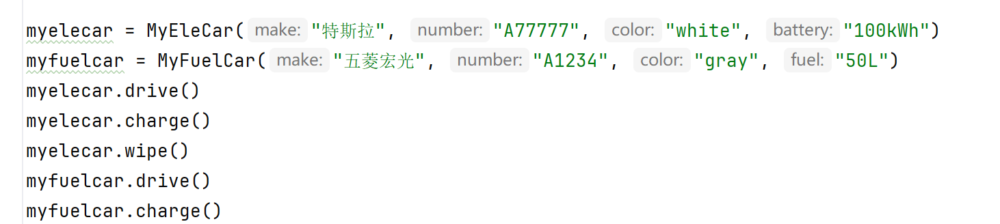 myelecar = MyEleCar( make: "特斯拉", number: "A77777", color: "white", battery: "100kWh")
myfuelcar = MyFuelCar( make: "五菱宏光", number: "A1234", color: "gray", fuel: "50L")
myelecar.drive()
myelecar.charge()
myelecar.wipe()
myfuelcar.drive()
myfuelcar.charge()